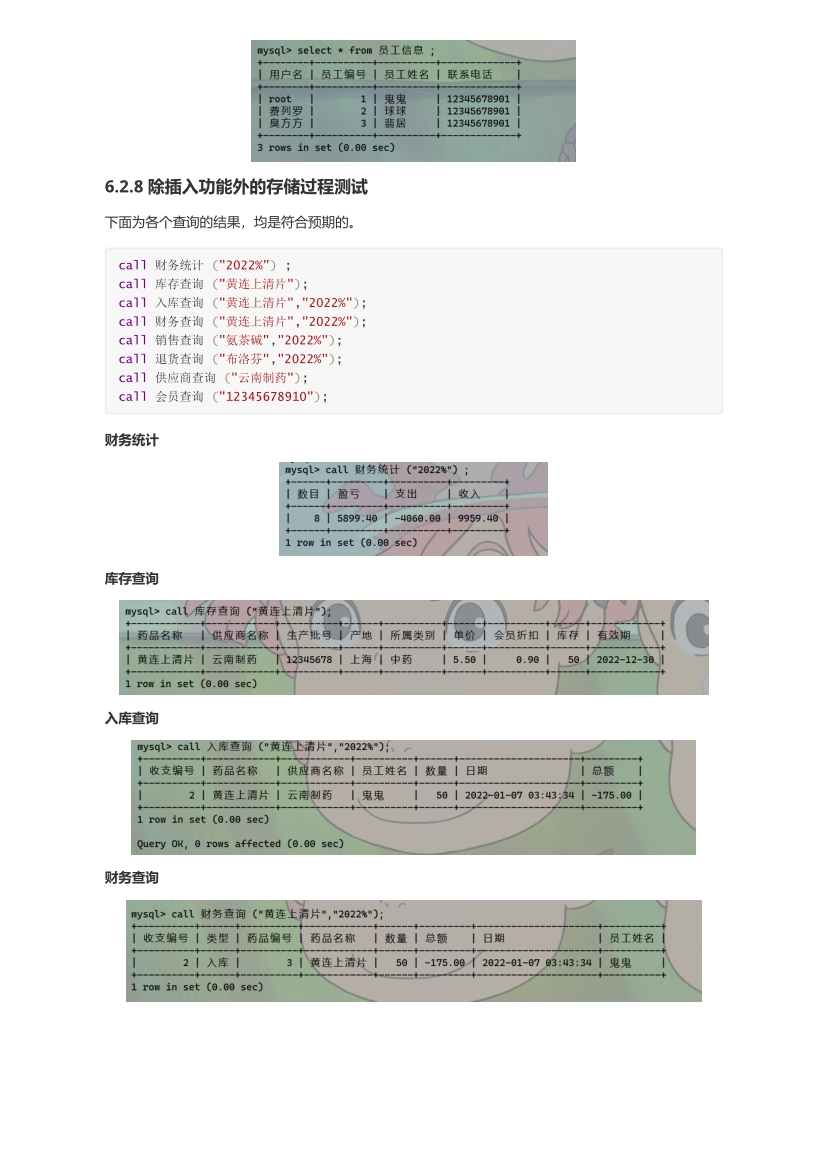 mysql> select * from 员工信息 ;
+--------+----------+----------+-------------+
| 用户名 | 员工编号 | 员工姓名 | 联系电话    |
+--------+----------+----------+-------------+
| root   |        1 | 鬼鬼     | 12345678901 |
| 费列罗 |        2 | 球球     | 12345678901 |
| 臭方方 |        3 | 翡居     | 12345678901 |
+--------+----------+----------+-------------+
3 rows in set (0.00 sec)
6.2.8 除插入功能外的存储过程测试
下面为各个查询的结果，均是符合预期的。
call 财务统计 ("2022%") ;
call 库存查询 ("黄连上清片");
call 入库查询 ("黄连上清片","2022%");
call 财务查询 ("黄连上清片","2022%");
call 销售查询 ("氨茶碱","2022%");
call 退货查询 ("布洛芬","2022%");
call 供应商查询 ("云南制药");
call 会员查询 ("12345678910");
财务统计
mysql> call 财务统计 ("2022%") ;
+------+---------+----------+---------+
| 数目 | 盈亏    | 支出     | 收入    |
+------+---------+----------+---------+
|    8 | 5899.40 | -4060.00 | 9959.40 |
+------+---------+----------+---------+
1 row in set (0.00 sec)
库存查询
mysql> call 库存查询 ("黄连上清片");
+------------+------------+----------+------+----------+------+----------+------+------------+
| 药品名称   | 供应商名称 | 生产批号 | 产地 | 所属类别 | 单价 | 会员折扣 | 库存 | 有效期     |
+------------+------------+----------+------+----------+------+----------+------+------------+
| 黄连上清片 | 云南制药   | 12345678 | 上海 | 中药     | 5.50 |     0.90 |   50 | 2022-12-30 |
+------------+------------+----------+------+----------+------+----------+------+------------+
1 row in set (0.00 sec)
入库查询
mysql> call 入库查询 ("黄连上清片","2022%");
+----------+------------+------------+----------+------+---------------------+---------+
| 收支编号 | 药品名称   | 供应商名称 | 员工姓名 | 数量 | 日期                | 总额    |
+----------+------------+------------+----------+------+---------------------+---------+
|        2 | 黄连上清片 | 云南制药   | 鬼鬼     |   50 | 2022-01-07 03:43:34 | -175.00 |
+----------+------------+------------+----------+------+---------------------+---------+
1 row in set (0.00 sec)
Query OK, 0 rows affected (0.00 sec)
财务查询
mysql> call 财务查询 ("黄连上清片","2022%");
+----------+------+----------+------------+------+---------+---------------------+----------+
| 收支编号 | 类型 | 药品编号 | 药品名称   | 数量 | 总额    | 日期                | 员工姓名 |
+----------+------+----------+------------+------+---------+---------------------+----------+
|        2 | 入库 |        3 | 黄连上清片 |   50 | -175.00 | 2022-01-07 03:43:34 | 鬼鬼     |
+----------+------+----------+------------+------+---------+---------------------+----------+
1 row in set (0.00 sec)